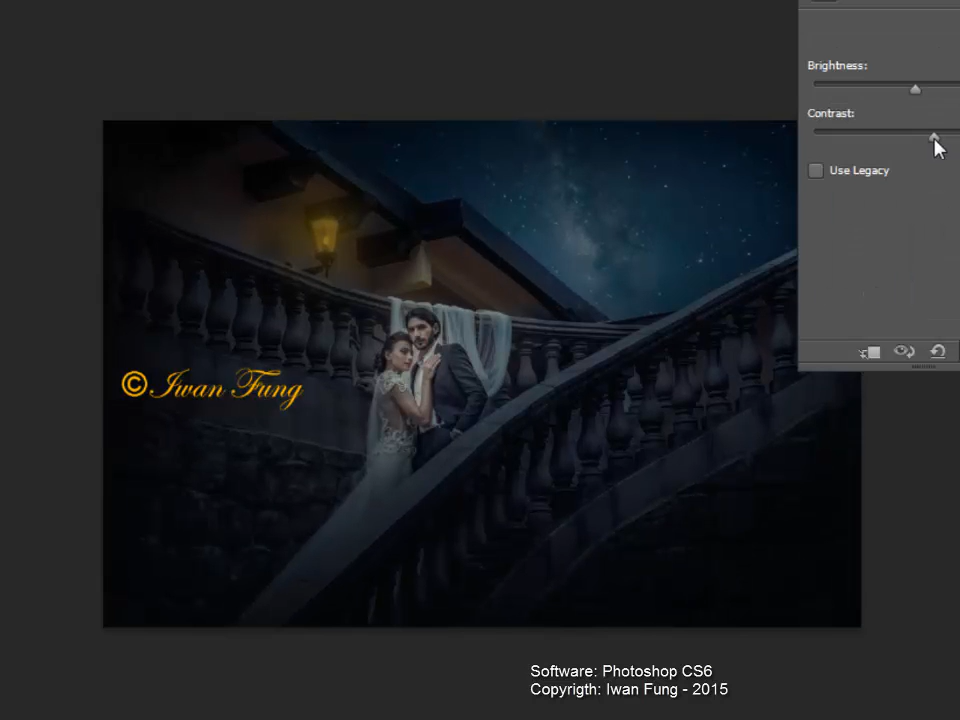 Brightness:
Contrast:
Use Legacy
©Iwan Fung
Software: Photoshop CS6
Copyrigth: Iwan Fung - 2015